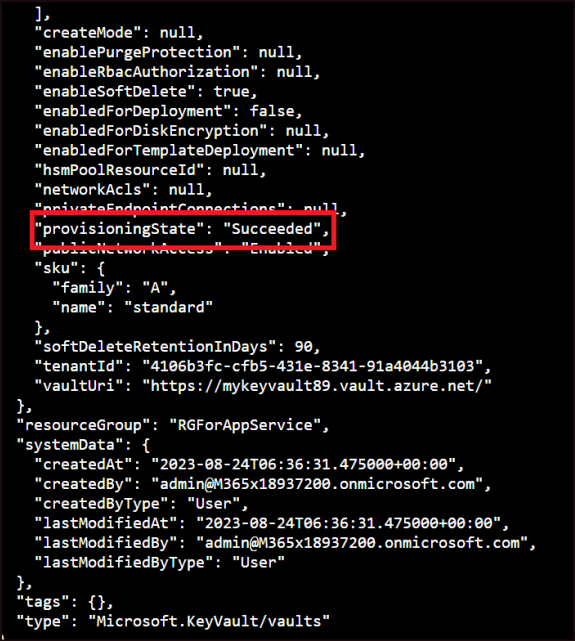 ],
"createMode": null,
"enablePurgeProtection": null,
"enableRbacAuthorization": null,
"enableSoftDelete": true,
"enabledForDeployment": false,
"enabledForDiskEncryption": null,
"enabledForTemplateDeployment": null,
"hsmPoolResourceId": null,
"networkAcls": null,
"privateEndpointConnections": null,
"provisioningState": "Succeeded",
"publicNetworkAccess": "Enabled",
"sku": {
"family": "A",
"name": "standard"
},
"softDeleteRetentionInDays": 90,
"tenantId": "4106b3fc-cfb5-431e-8341-91a4044b3103",
"vaultUri": "https://mykeyvault89.vault.azure.net/"
},
"resourceGroup": "RGForAppService",
"systemData": {
"createdAt": "2023-08-24T06:36:31.475000+00:00",
"createdBy": "admin@M365x18937200.onmicrosoft.com",
"createdByType": "User",
"lastModifiedAt": "2023-08-24T06:36:31.475000+00:00",
"lastModifiedBy": "admin@M365x18937200.onmicrosoft.com",
"lastModifiedByType": "User"
},
"tags": {},
"type": "Microsoft.KeyVault/vaults"